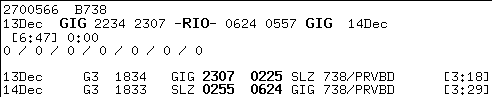 2700566 B738
13Dec GIG 2234 2307 -RIO- 0624 0557 GIG 14Dec
[6:47] 0:00
0 / 0 / 0 / 0 / 0 / 0 / 0 / 0
13Dec G3 1834 GIG 2307 0225 SLZ 738/PRVBD [3:18]
14Dec G3 1833 SLZ 0255 0624 GIG 738/PRVBD [3:29]